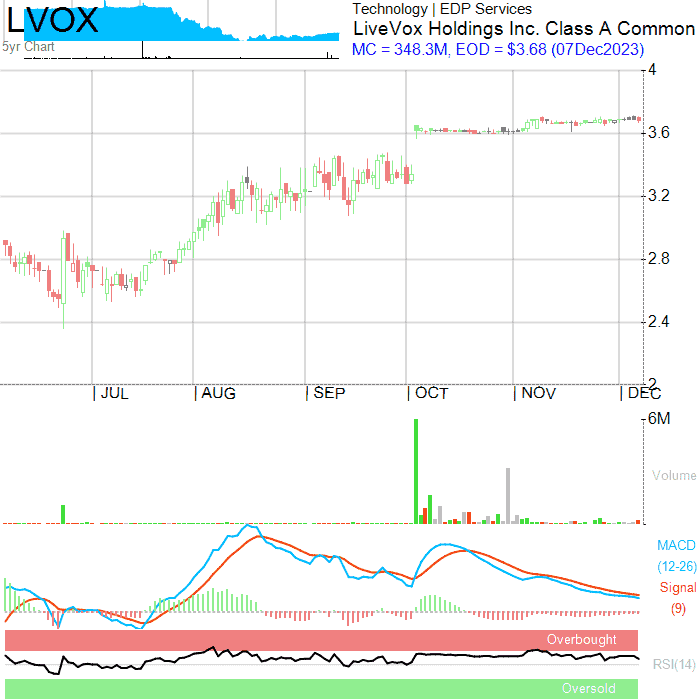 LVOX
5yr Chart
Technology | EDP Services
LiveVox Holdings Inc. Class A Common
MC = 348.3M, EOD = $3.68 (07Dec2023)
4
3.6
3.2
2.8
2.4
2
JUL
AUG
SEP
OCT
NOV
DEC
6M
Volume
MACD
(12-26)
Signal
(9)
Overbought
RSI(14)
Oversold